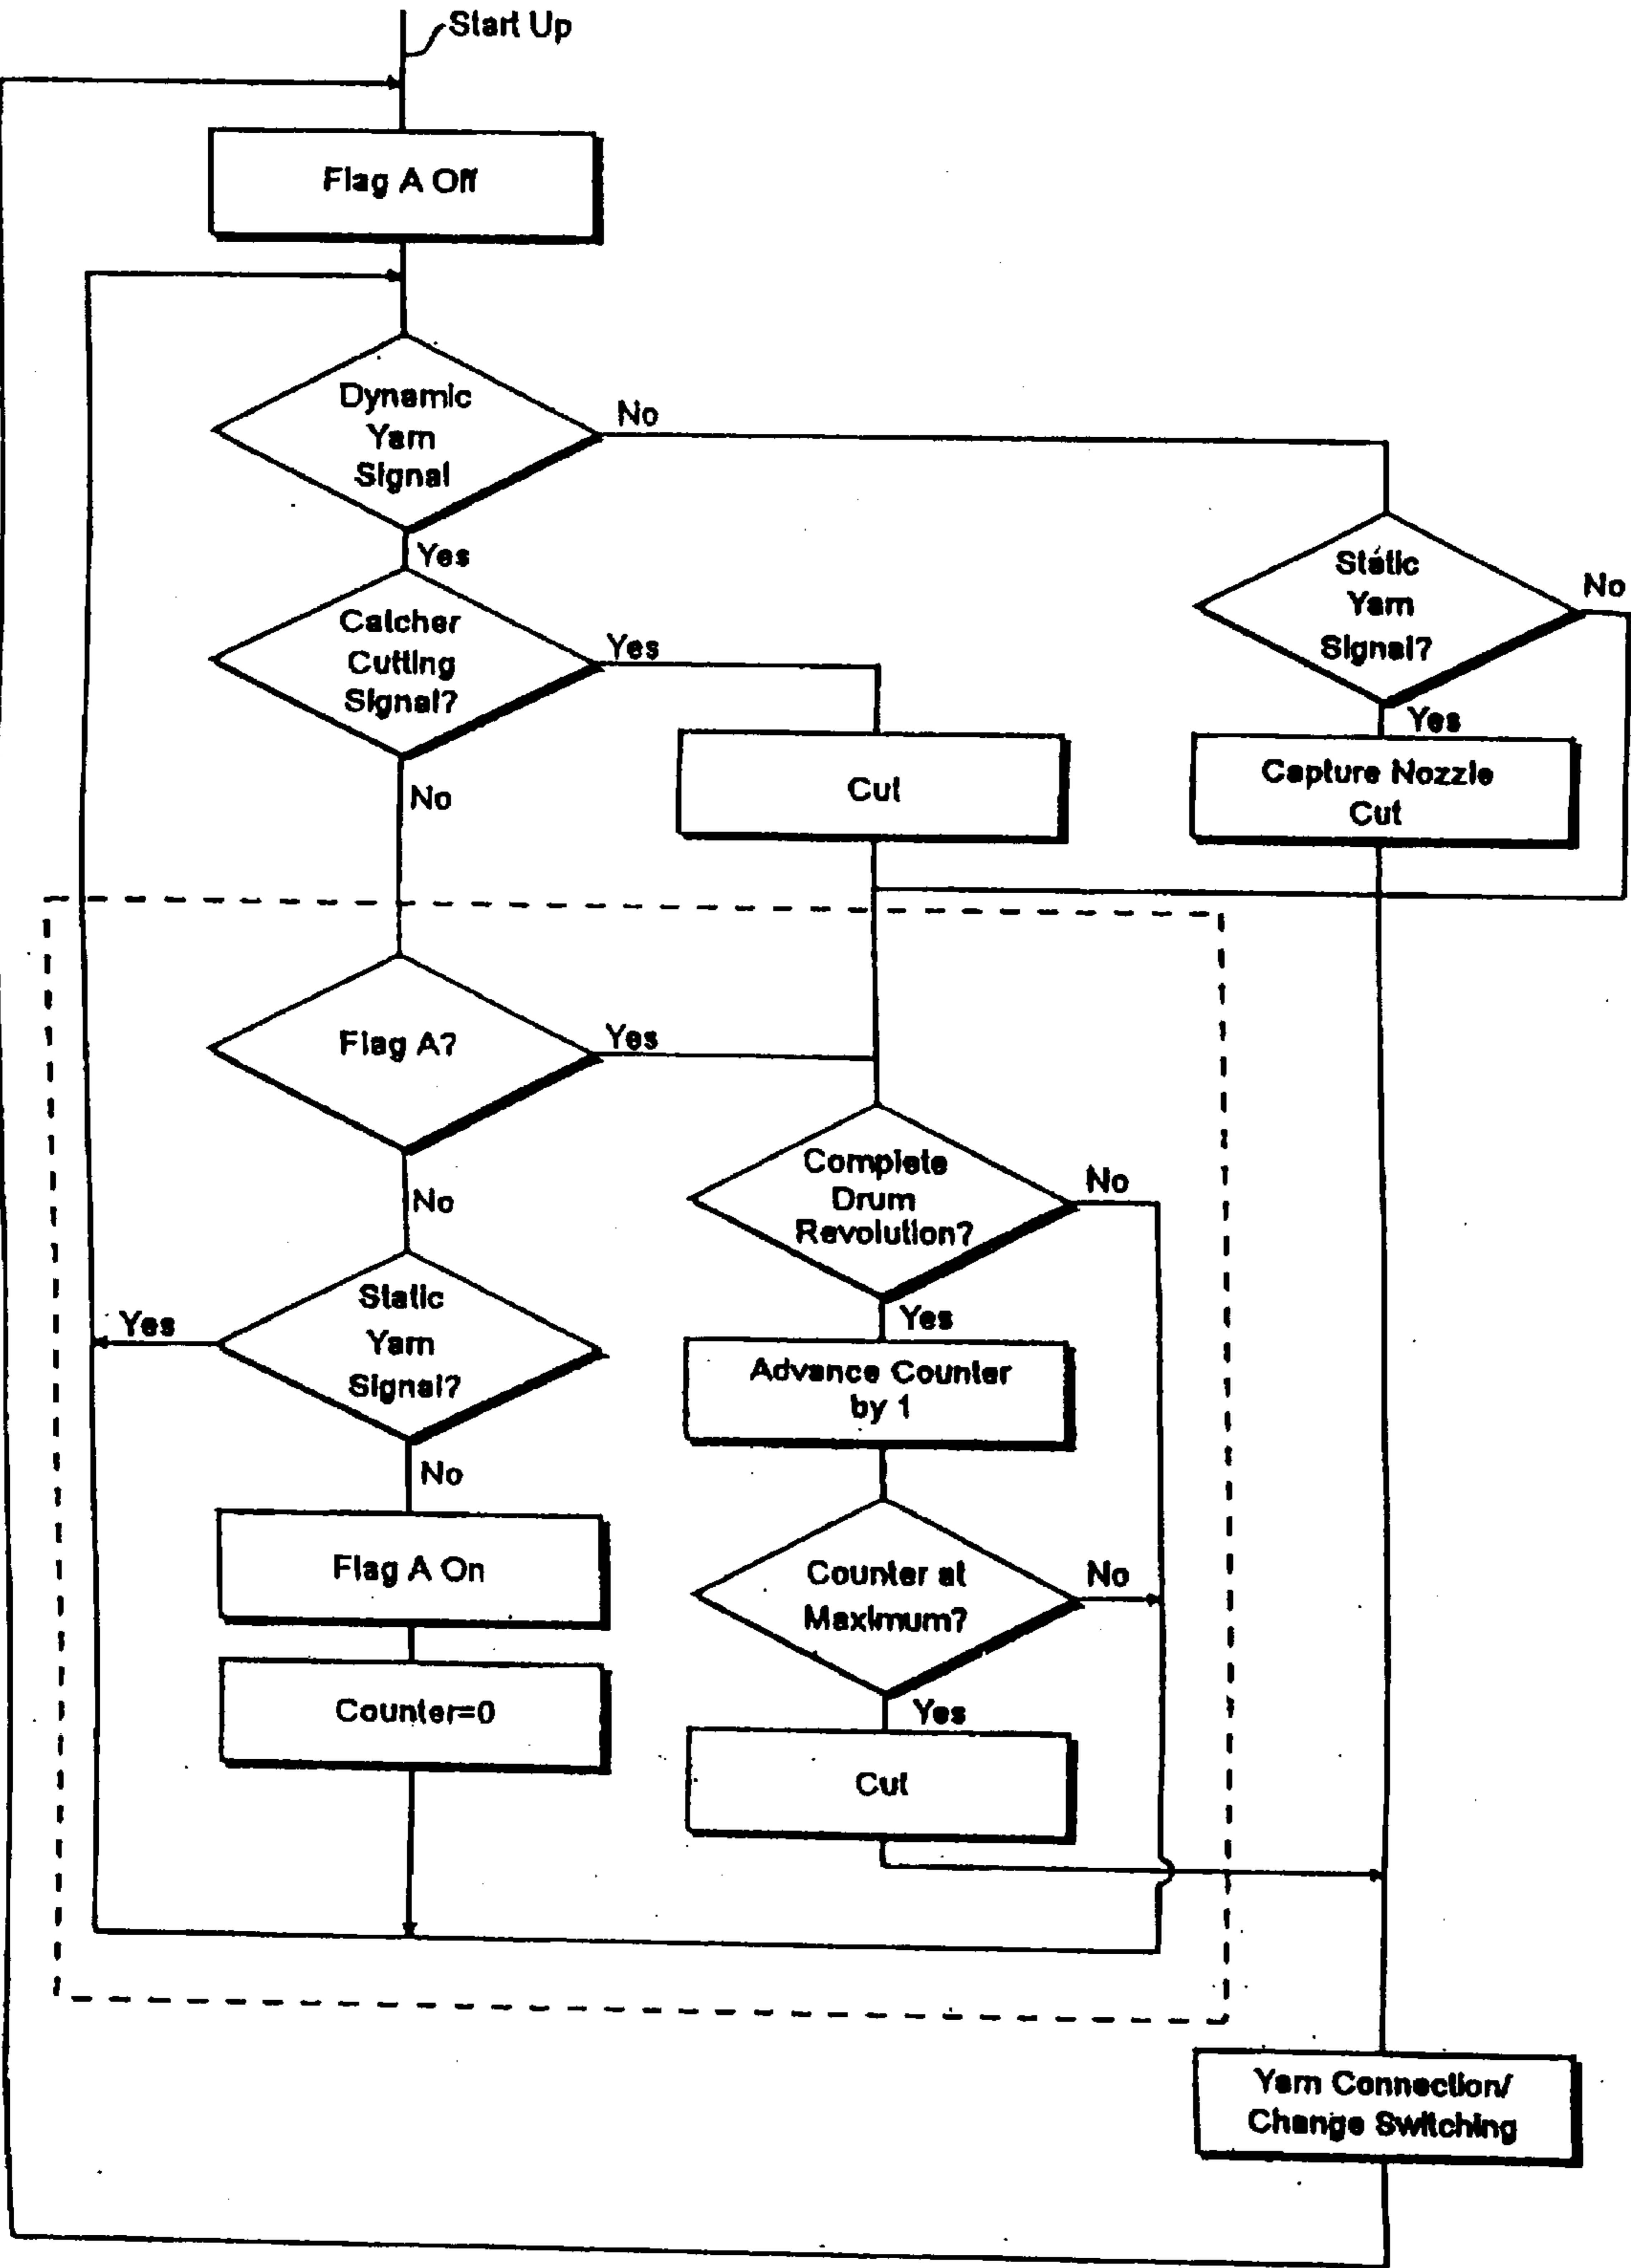 Start Up
Flag A Off
Dynamic
Yarn
Signal
No
Yes
Static
Yarn
Signal?
No
Yes
Catcher
Cutting
Signal?
Yes
No
Cut
Capture Nozzle
Cut
Flag A?
Yes
No
Complete
Drum
Revolution?
No
Yes
Static
Yarn
Signal?
Yes
No
Advance Counter
by 1
Flag A On
Counter at
Maximum?
No
Yes
Counter=0
Cut
Yarn Connection/
Change Switching